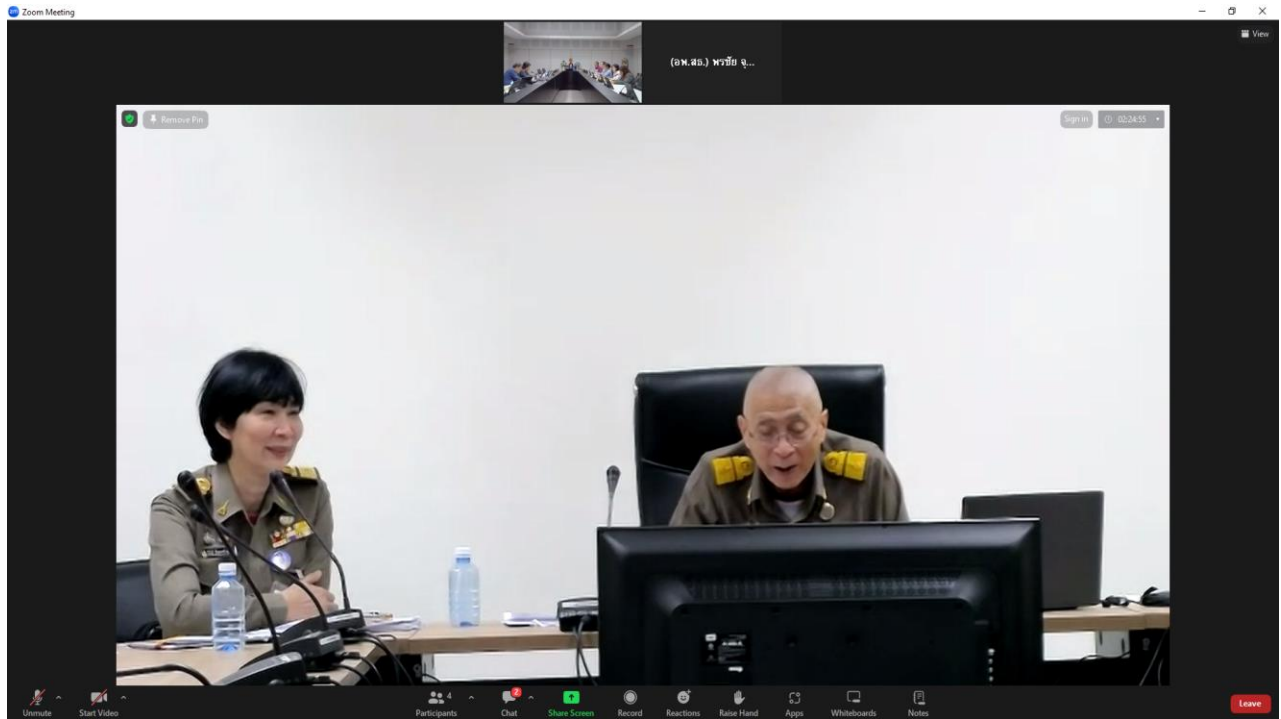 Zoom Meeting
View
(อพ.สธ.) พรชัย จุ...
Remove Pin
Sign in
02:24:55
Unmute
Start Video
4
Participants
2
Chat
Share Screen
Record
Reactions
Raise Hand
Apps
Whiteboards
Notes
Leave